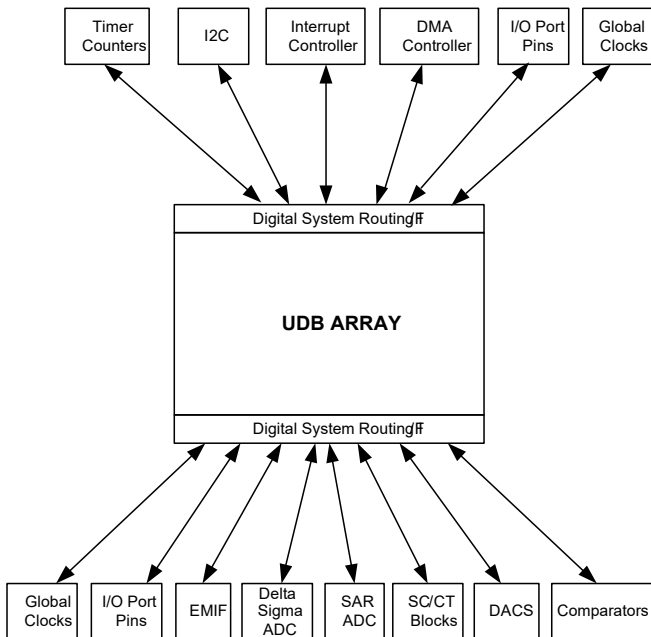 Timer
Counters
I2C
Interrupt
Controller
DMA
Controller
I/O Port
Pins
Global
Clocks
Digital System Routing I/F
UDB ARRAY
Digital System Routing I/F
Global
Clocks
I/O Port
Pins
EMIF
Delta
Sigma
ADC
SAR
ADC
SC/CT
Blocks
DACS
Comparators